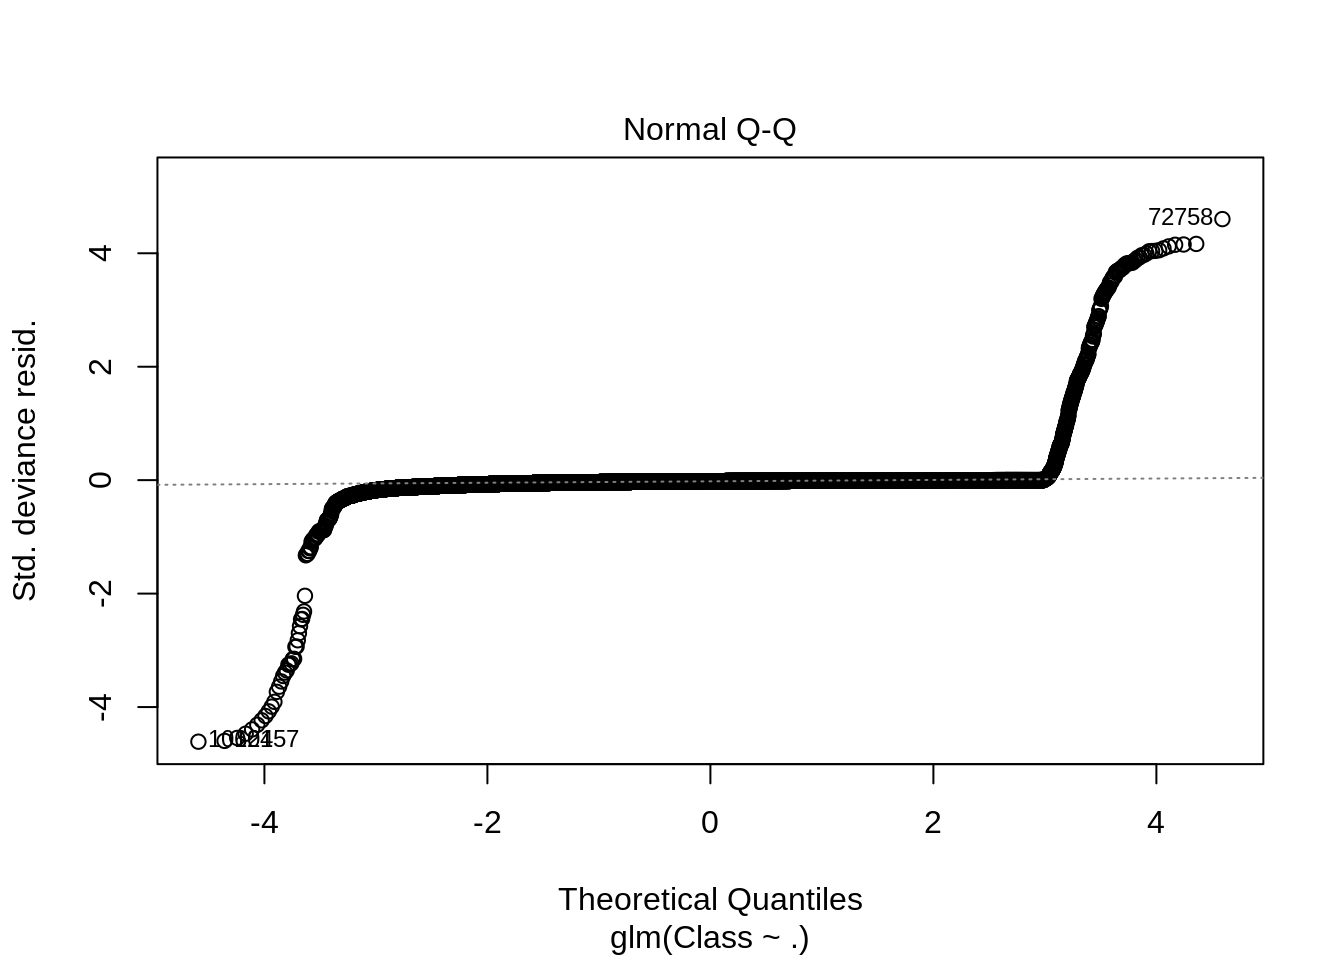 Normal Q-Q
Std. deviance resid.
4
2
0
-2
-4
72758
-4
-2
0
2
4
Theoretical Quantiles
glm(Class ~ .)